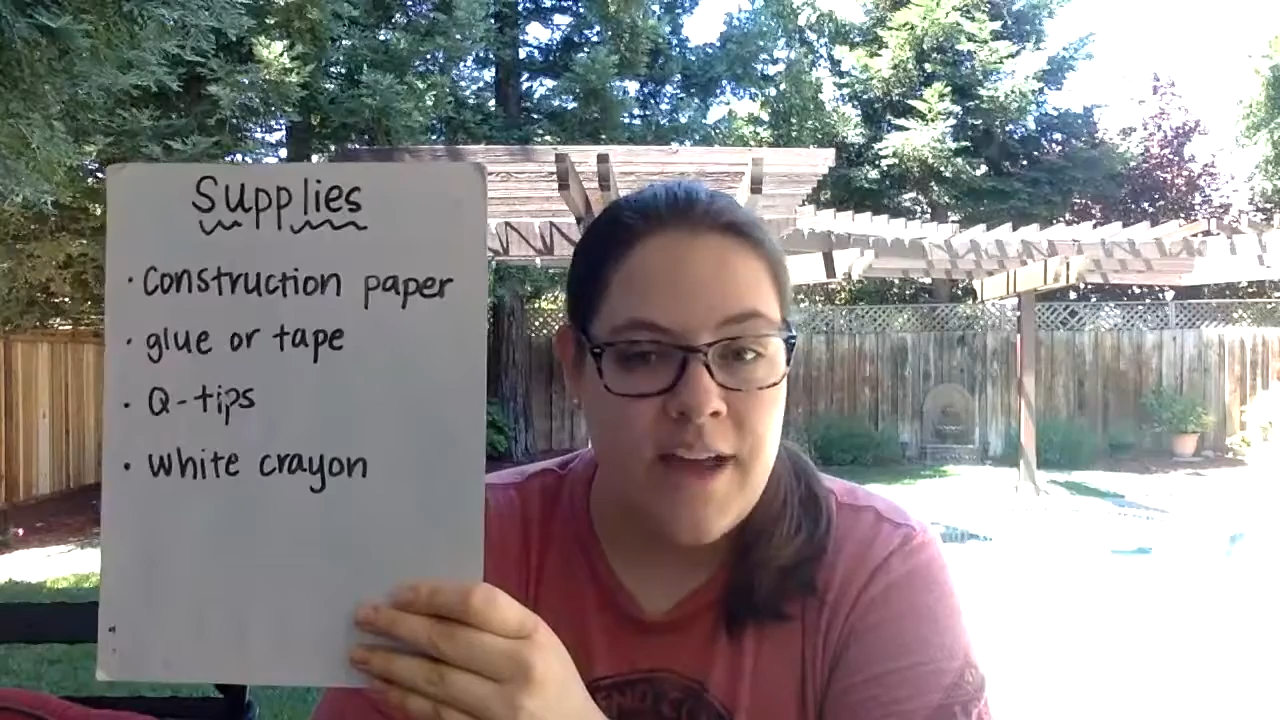 Supplies
· Construction paper
· glue or tape
· Q-tips
· white crayon